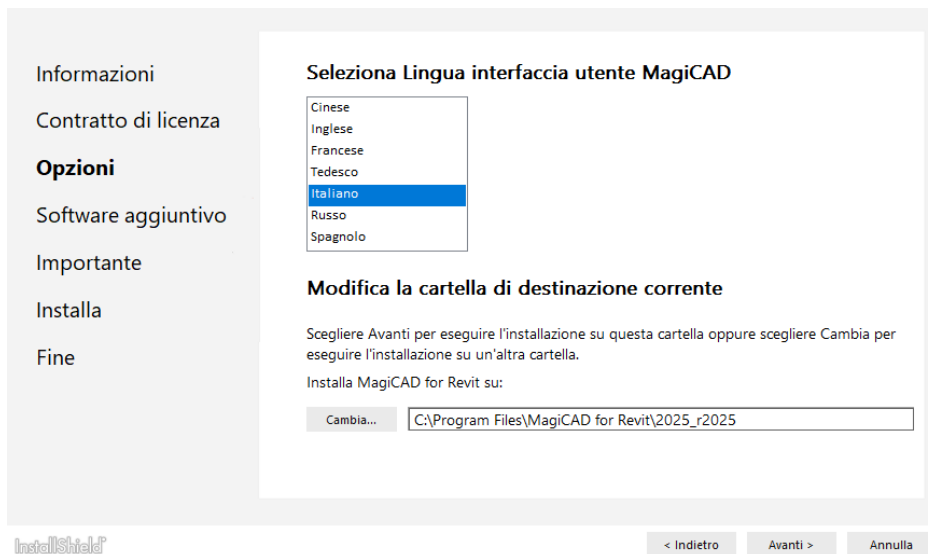 Informazioni
Contratto di licenza
Opzioni
Software aggiuntivo
Importante
Installa
Fine
Seleziona Lingua interfaccia utente MagiCAD
Cinese
Inglese
Francese
Tedesco
Italiano
Russo
Spagnolo
Modifica la cartella di destinazione corrente
Scegliere Avanti per eseguire l'installazione su questa cartella oppure scegliere Cambia per
eseguire l'installazione su un'altra cartella.
Installa MagiCAD for Revit su:
Cambia... C:\Program Files\MagiCAD for Revit\2025_r2025
InstallShield
< Indietro Avanti > Annulla